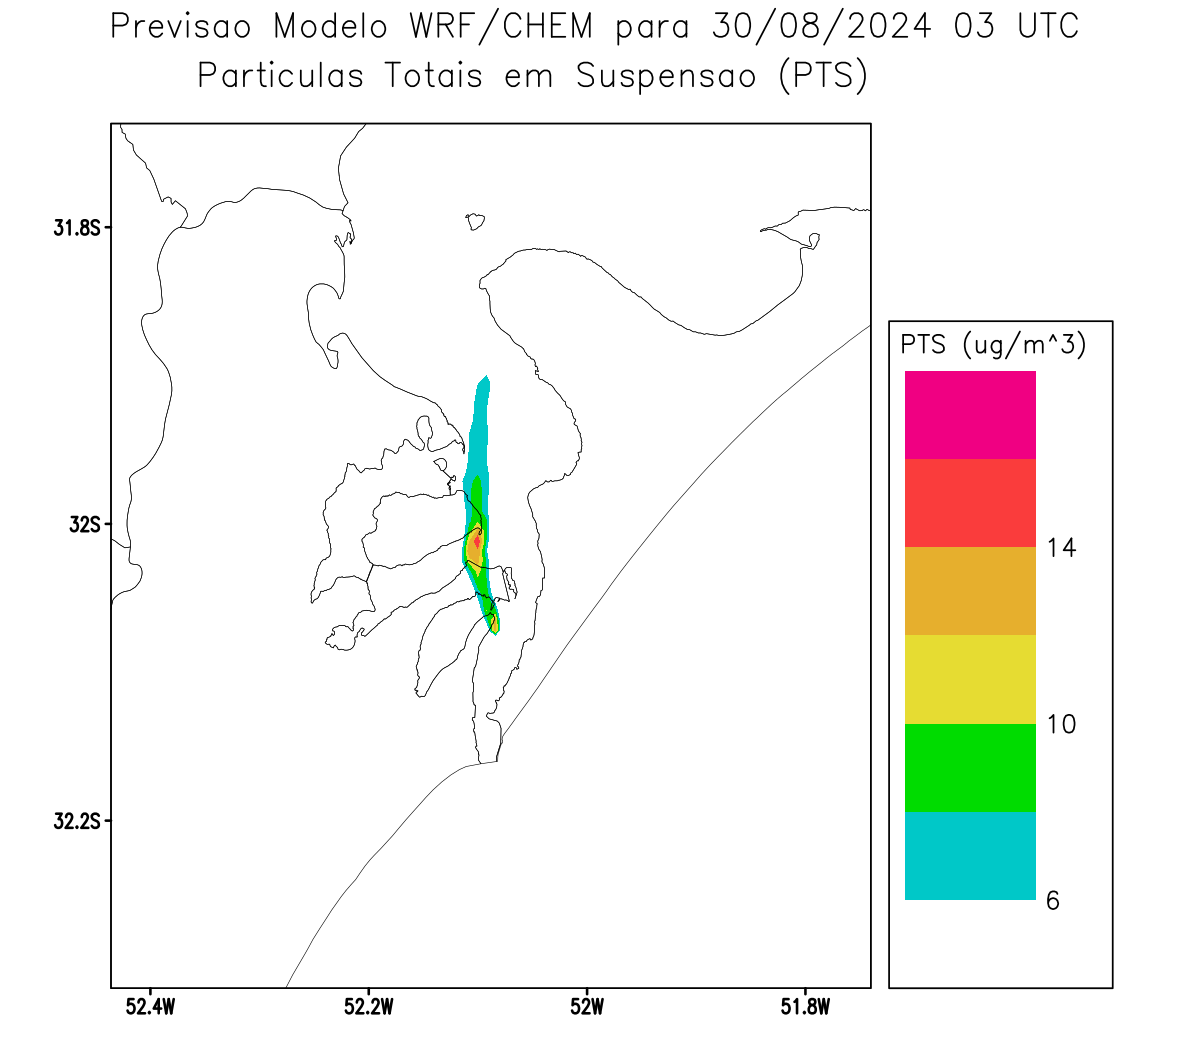 Previsao Modelo WRF/CHEM para 30/08/2024 03 UTC
Particulas Totais em Suspensao (PTS)
31.8S
32S
32.2S
52.4W
52.2W
52W
51.8W
PTS (ug/m^3)
14
10
6